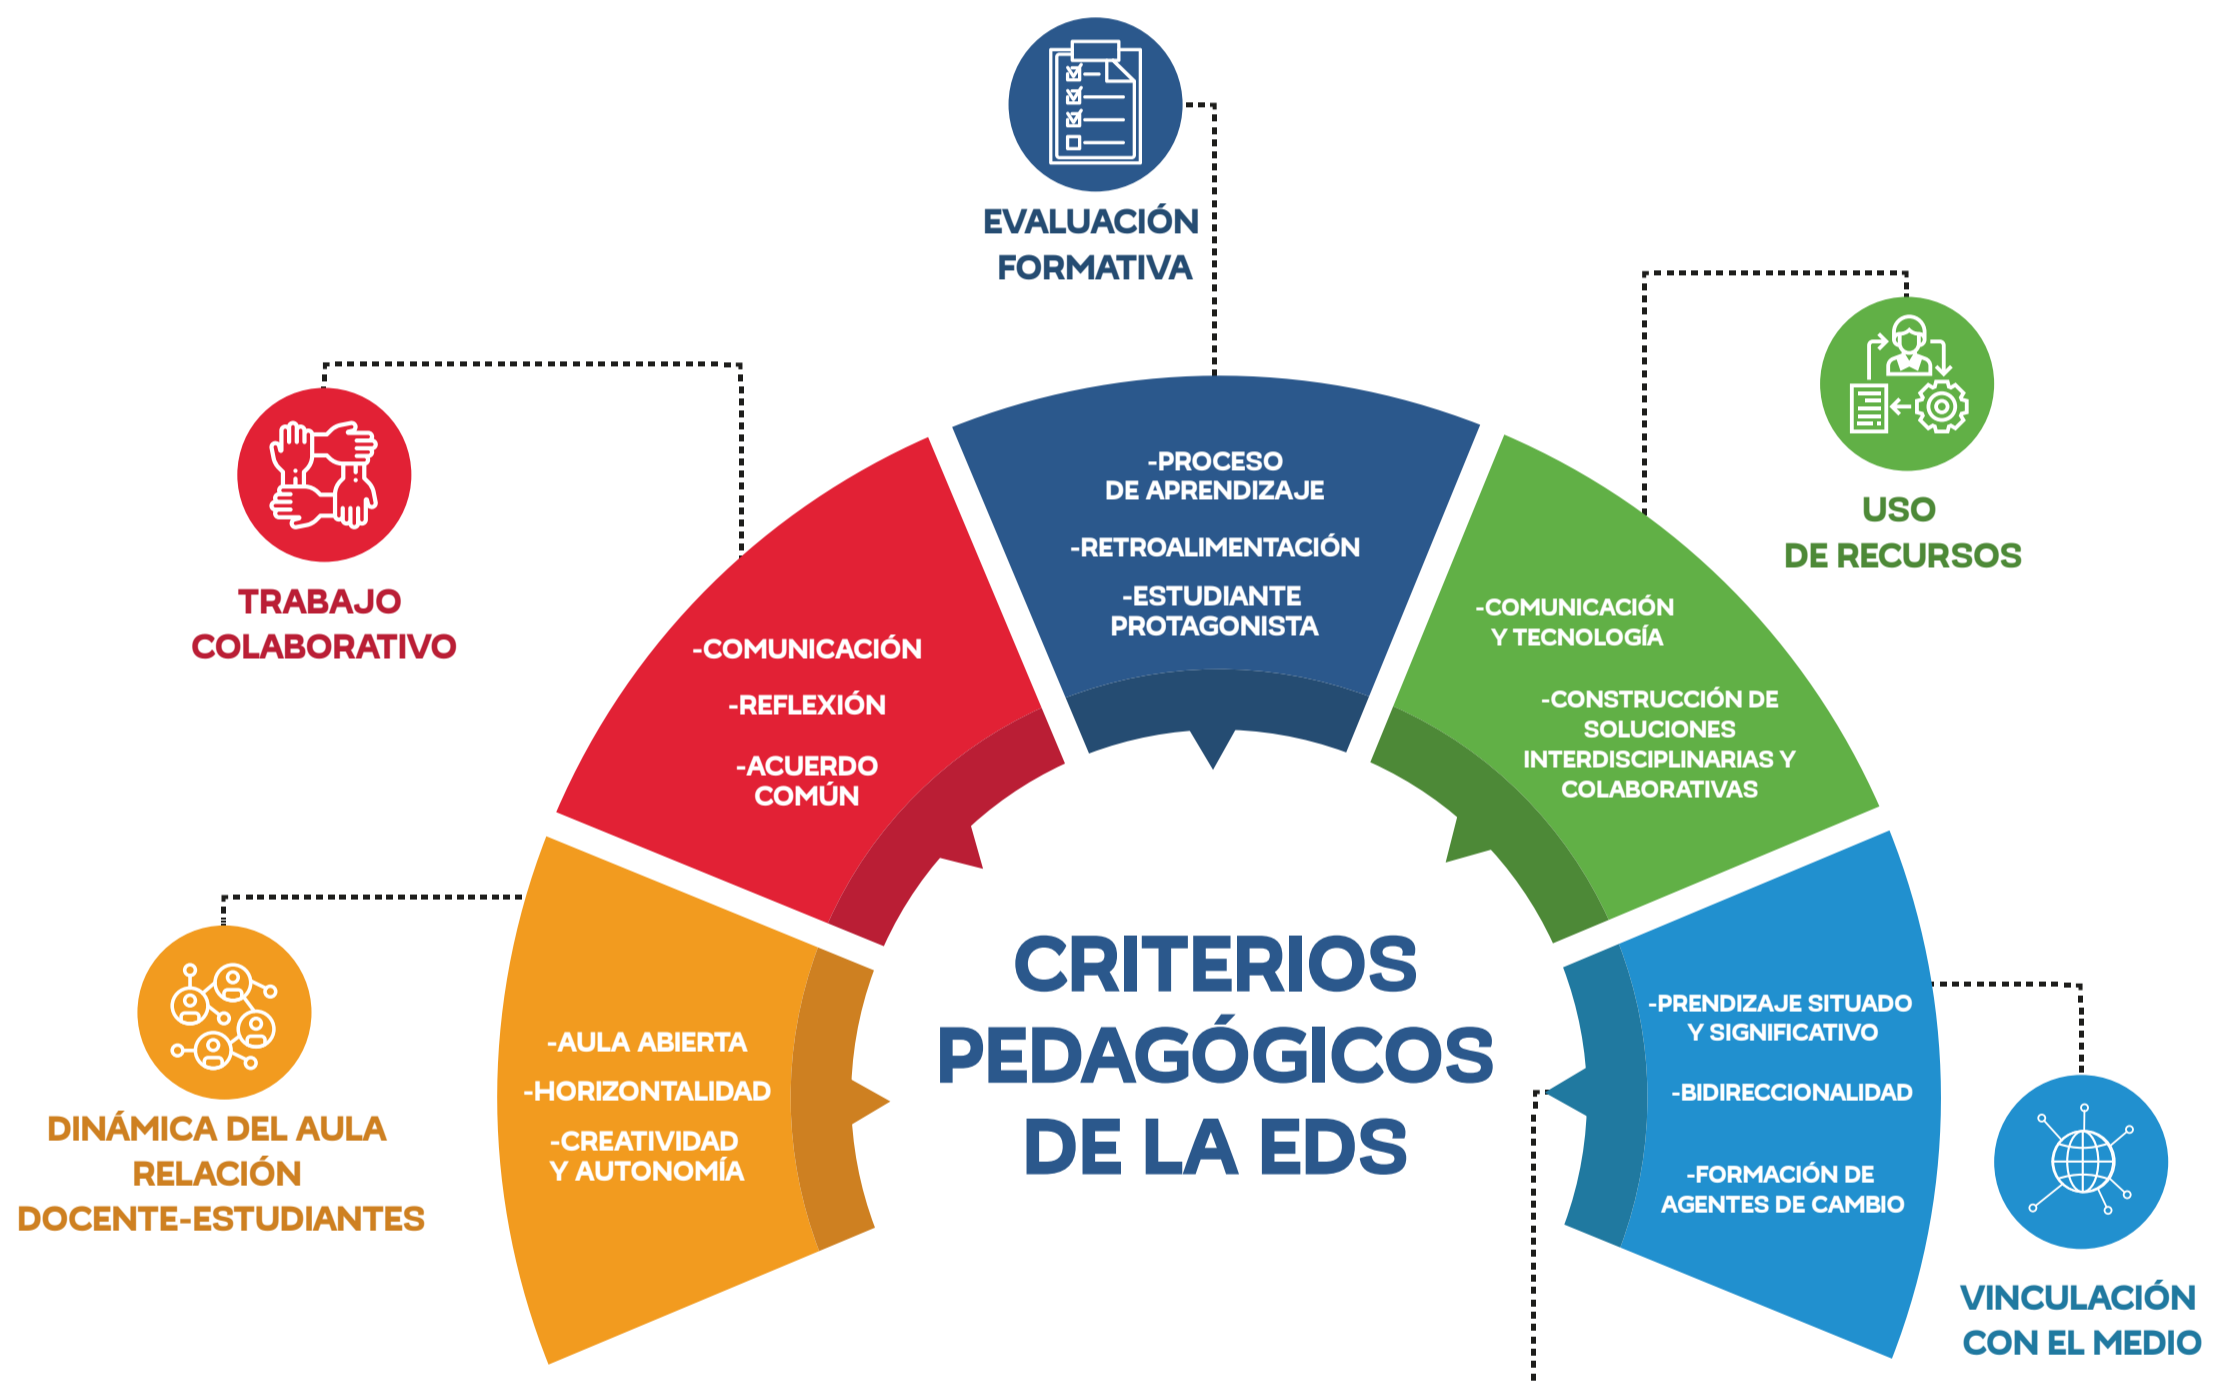 EVALUACIÓN
FORMATIVA
-PROCESO
DE APRENDIZAJE
-RETROALIMENTACIÓN
-ESTUDIANTE
PROTAGONISTA
TRABAJO
COLABORATIVO
-COMUNICACIÓN
-REFLEXIÓN
-ACUERDO
COMÚN
USO
DE RECURSOS
-COMUNICACIÓN
Y TECNOLOGÍA
-CONSTRUCCIÓN DE
SOLUCIONES
INTERDISCIPLINARIAS Y
COLABORATIVAS
DINÁMICA DEL AULA
RELACIÓN
DOCENTE-ESTUDIANTES
-AULA ABIERTA
-HORIZONTALIDAD
-CREATIVIDAD
Y AUTONOMÍA
CRITERIOS
PEDAGÓGICOS
DE LA EDS
-PRENDIZAJE SITUADO
Y SIGNIFICATIVO
-BIDIRECCIONALIDAD
-FORMACIÓN DE
AGENTES DE CAMBIO
VINCULACIÓN
CON EL MEDIO